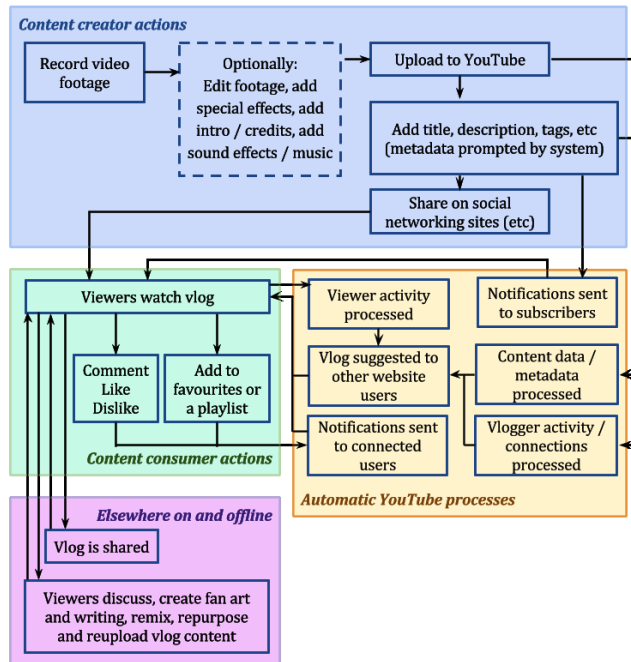 Content creator actions
Record video
footage
Optionally:
Edit footage, add
special effects, add
intro / credits, add
sound effects / music
Upload to YouTube
Add title, description, tags, etc
(metadata prompted by system)
Share on social
networking sites (etc)
Viewers watch vlog
Comment
Like
Dislike
Add to
favourites or
a playlist
Content consumer actions
Viewer activity
processed
Notifications sent
to subscribers
Vlog suggested to
other website
users
Content data /
metadata
processed
Notifications sent
to connected
users
Vlogger activity /
connections
processed
Automatic YouTube processes
Elsewhere on and offline
Vlog is shared
Viewers discuss, create fan art
and writing, remix, repurpose
and reupload vlog content